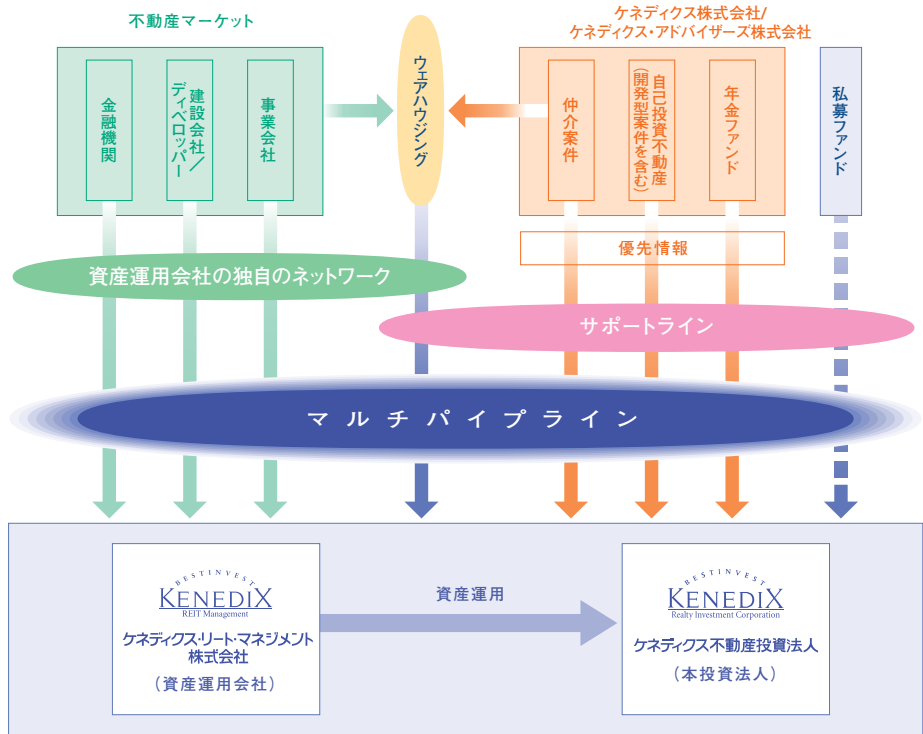 不動産マーケット
金融機関
建設会社／
ディベロッパー
事業会社
ウェアハウジング
ケネディクス株式会社/
ケネディクス・アドバイザーズ株式会社
仲介案件
自己投資不動産
（開発型案件を含む）
年金ファンド
私募ファンド
優先情報
資産運用会社の独自のネットワーク
サポートライン
マルチパイプライン
BESTINVEST
KENEDIX
REIT Management
ケネディクス・リート・マネジメント
株式会社
（資産運用会社）
資産運用
BESTINVEST
KENEDIX
Realty Investment Corporation
ケネディクス不動産投資法人
（本投資法人）